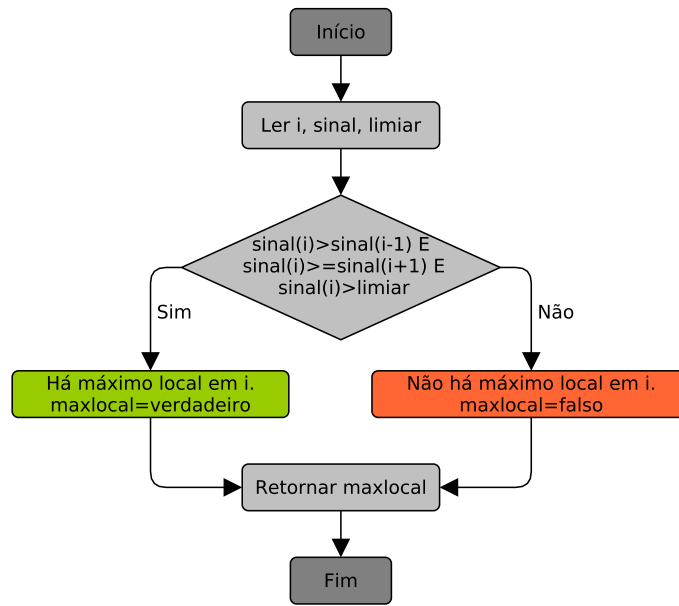 Início
Ler i, sinal, limiar
sinal(i)>sinal(i-1) E
sinal(i)>=sinal(i+1) E
sinal(i)>limiar
Sim
Não
Há máximo local em i.
maxlocal=verdadeiro
Não há máximo local em i.
maxlocal=falso
Retornar maxlocal
Fim